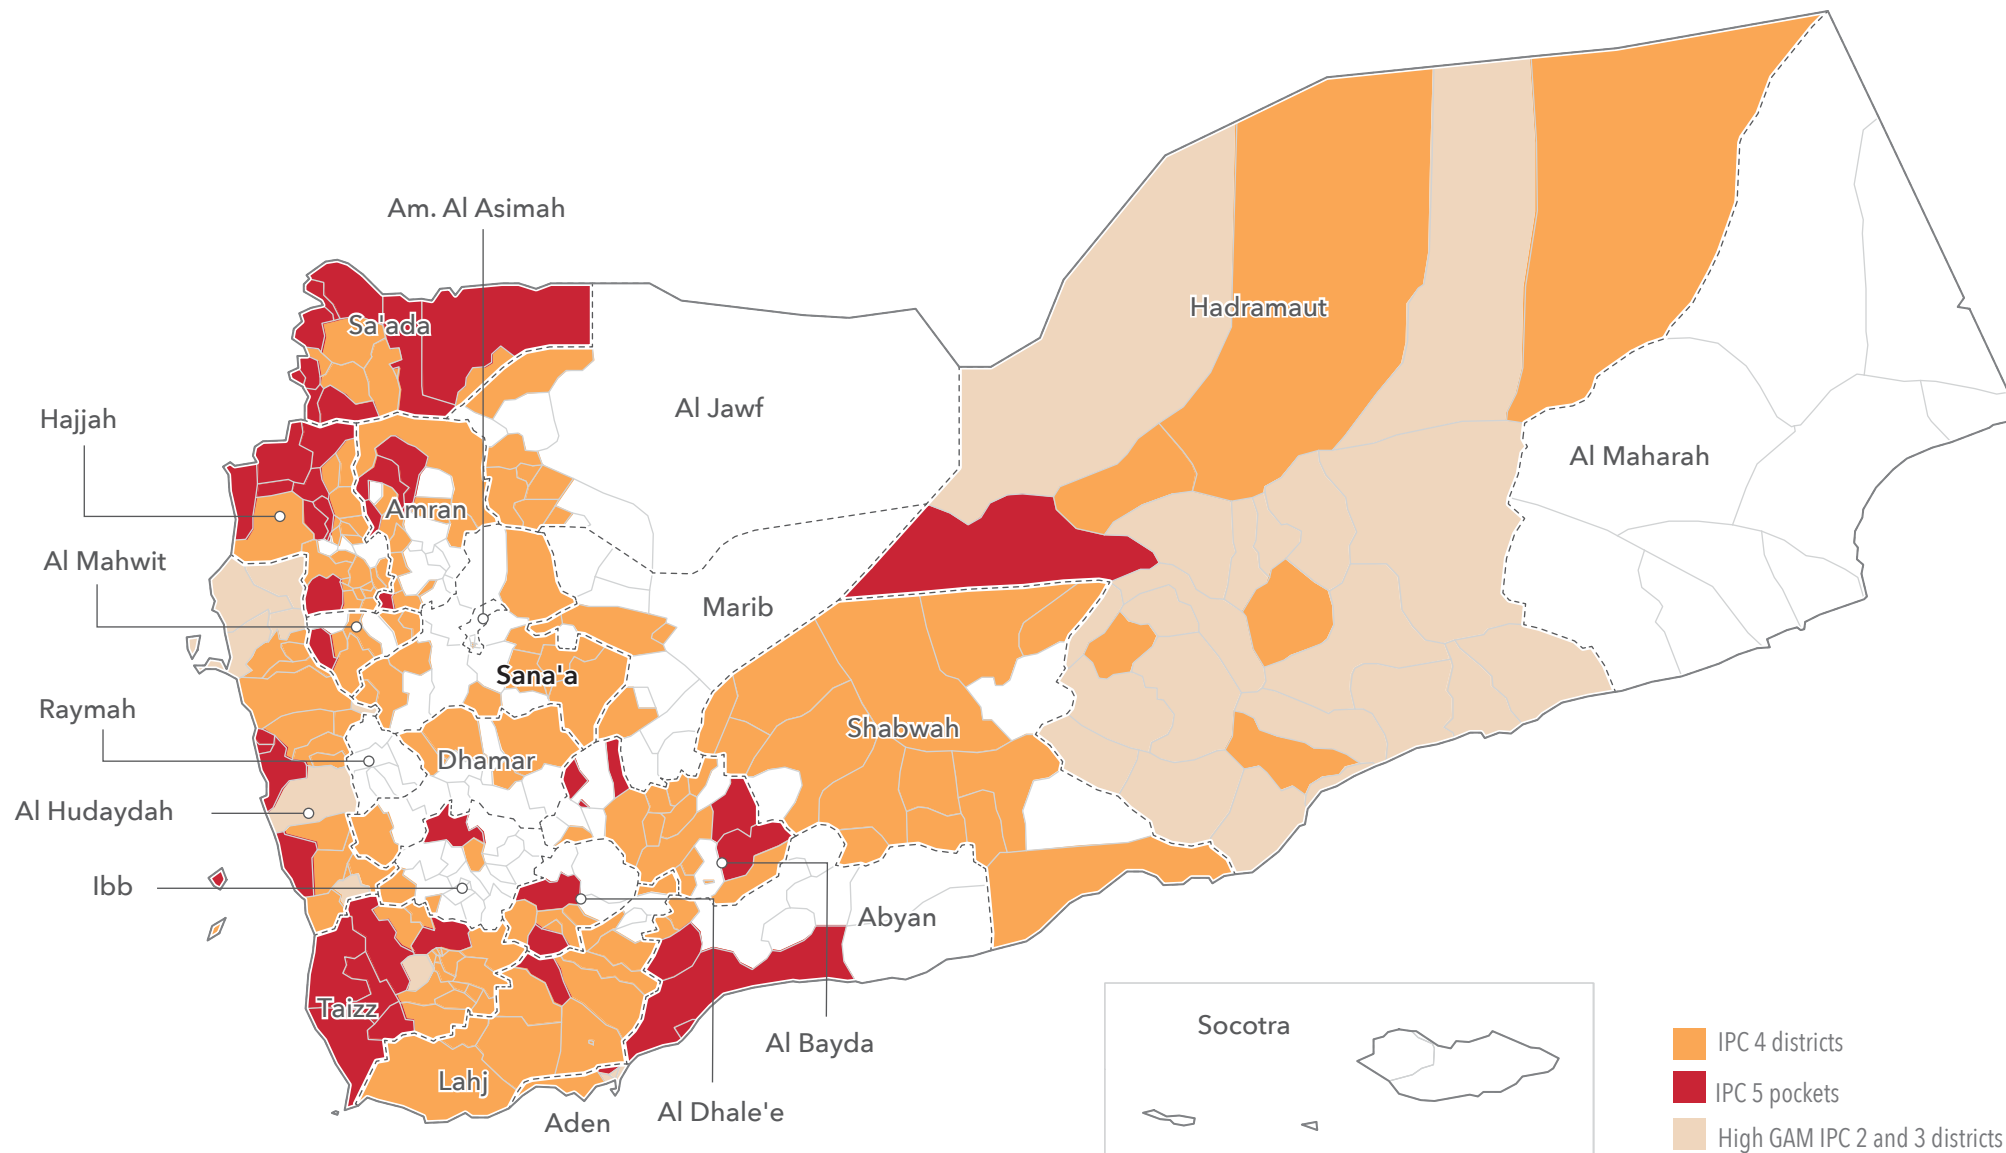 Am. Al Asimah
Sa'ada
Hadramaut
Al Jawf
Hajjah
Al Maharah
Amran
Al Mahwit
Marib
Sana'a
Raymah
Shabwah
Dhamar
Al Hudaydah
Ibb
Abyan
Taizz
Socotra
Al Bayda
IPC 4 districts
Lahj
IPC 5 pockets
Al Dhale'e
Aden
High GAM IPC 2 and 3 districts